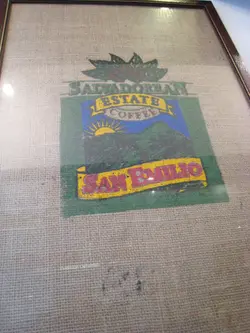 SALVADOREAN
ESTATE
COFFEE
SAN EMILIO